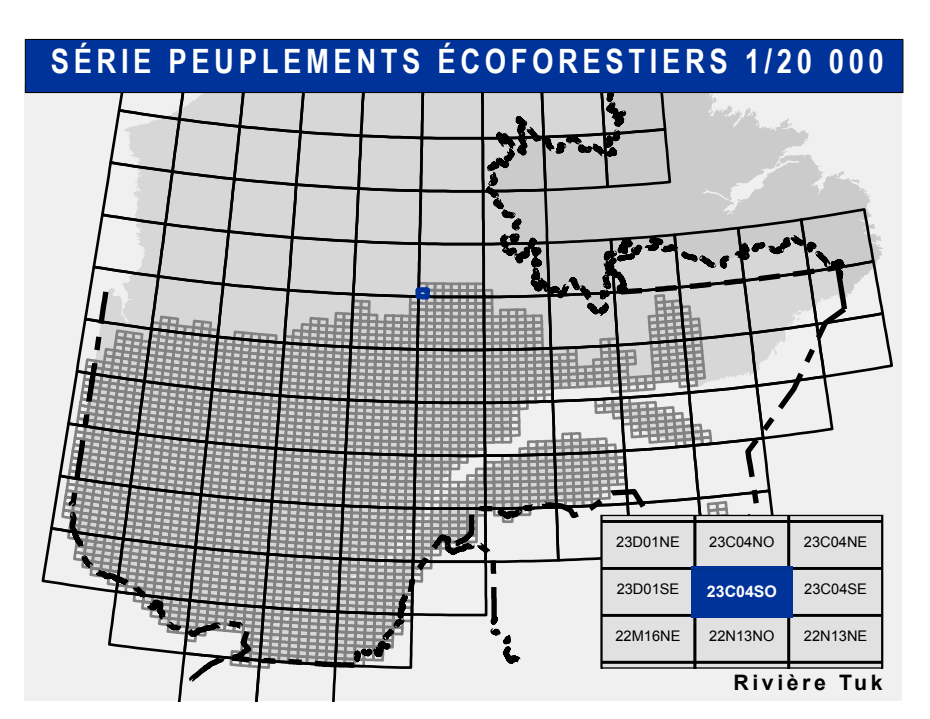 SÉRIE PEUPLEMENTS ÉCOFORESTIERS 1/20 000
23D01NE 23C04NO 23C04NE
23D01SE 23C04SO 23C04SE
22M16NE 22N13NO 22N13NE
Rivière Tuk